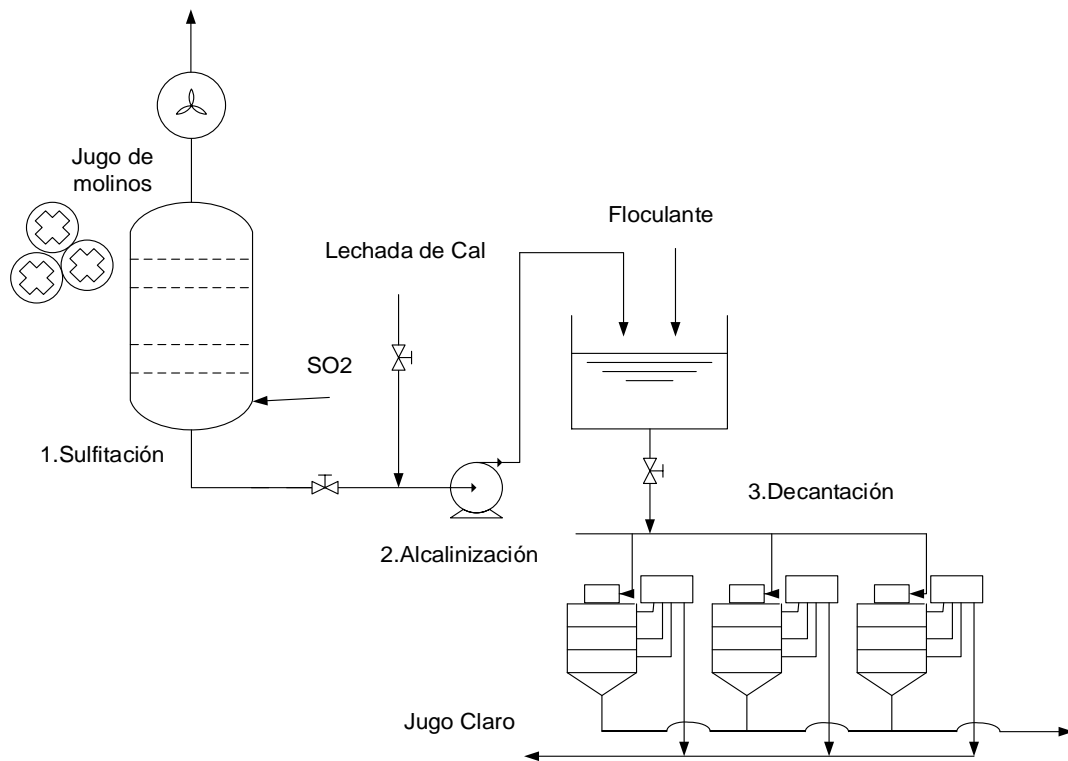 Jugo de
molinos
Floculante
Lechada de Cal
SO2
1.Sulfitación
3.Decantación
2.Alcalinización
Jugo Claro